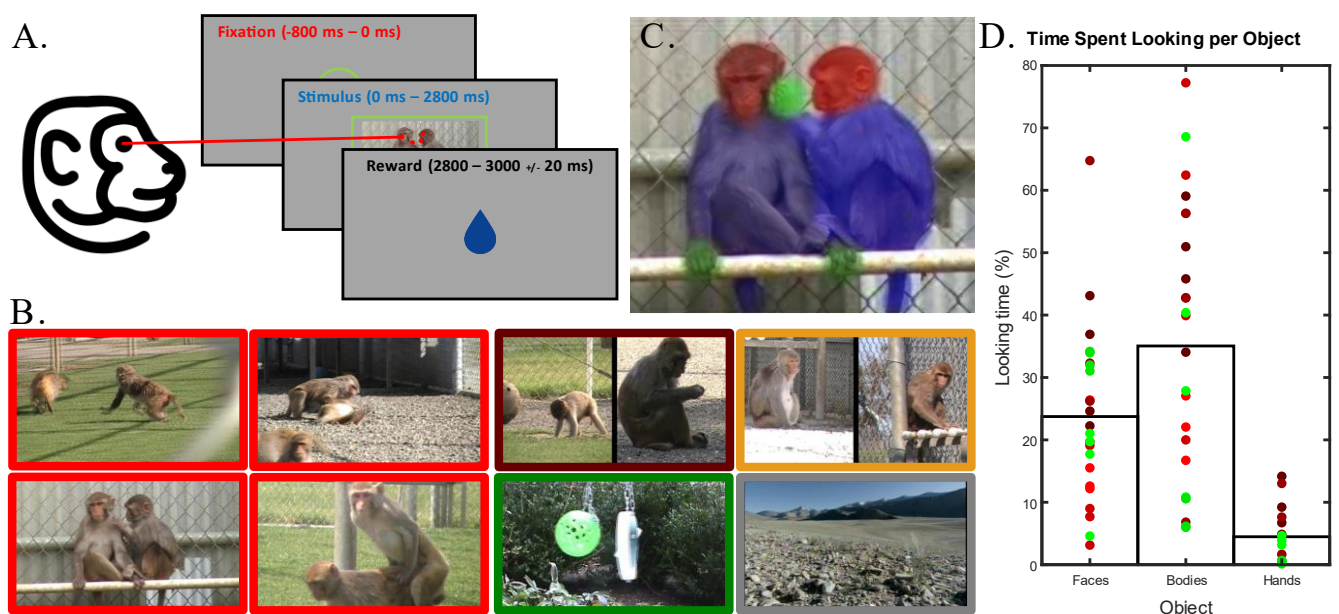 A.
Fixation (-800 ms – 0 ms)
Stimulus (0 ms – 2800 ms)
Reward (2800 – 3000 +/- 20 ms)
B.
C.
D.
Time Spent Looking per Object
80
70
60
50
40
30
20
10
0
Looking time (%)
Faces
Bodies
Hands
Object